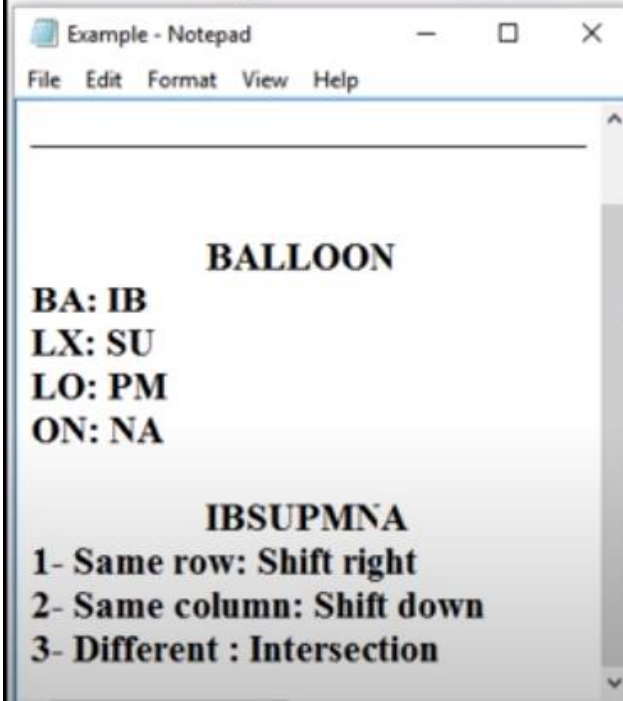 Example - Notepad
File Edit Format View Help
BALLOON
BA: IB
LX: SU
LO: PM
ON: NA
IBSUPMNA
1- Same row: Shift right
2- Same column: Shift down
3- Different : Intersection